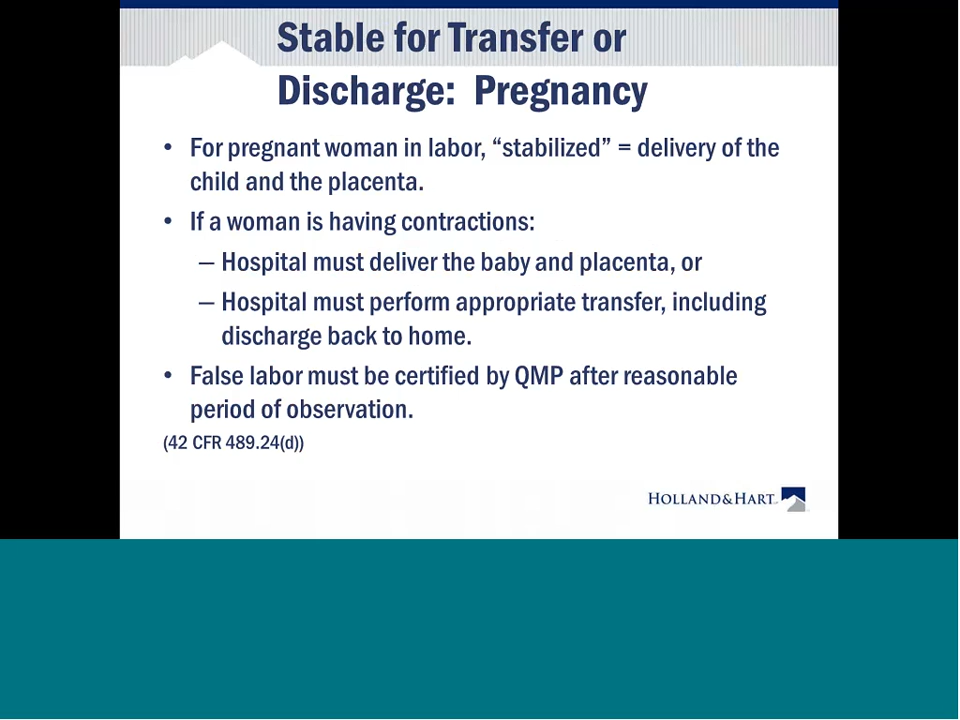 Stable for Transfer or
Discharge:  Pregnancy
• For pregnant woman in labor, “stabilized” = delivery of the
child and the placenta.
• If a woman is having contractions:
– Hospital must deliver the baby and placenta, or
– Hospital must perform appropriate transfer, including
discharge back to home.
• False labor must be certified by QMP after reasonable
period of observation.
(42 CFR 489.24(d))
HOLLAND&HART